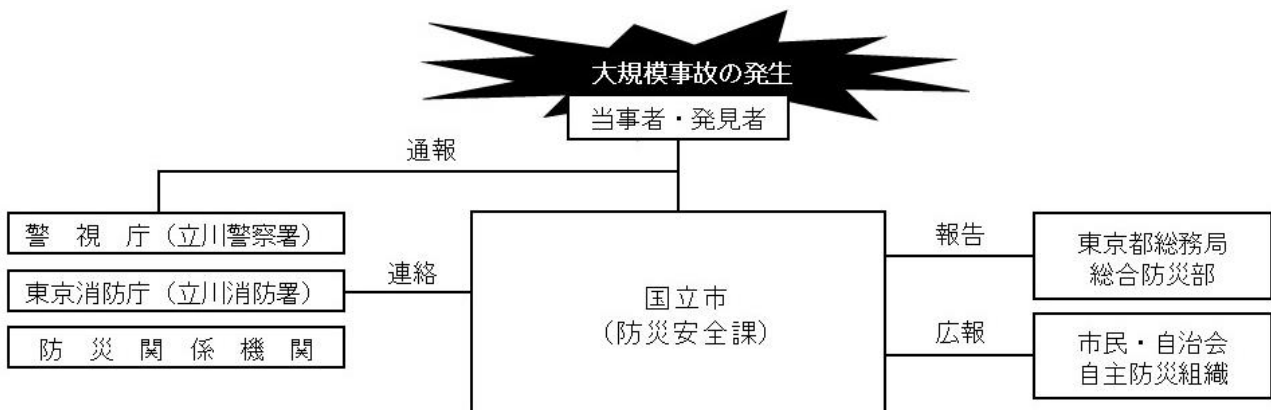 大規模事故の発生
当事者・発見者
通報
警視庁（立川警察署）
東京消防庁（立川消防署）
防災関係機関
連絡
国立市
（防災安全課）
報告
東京都総務局
総合防災部
広報
市民・自治会
自主防災組織